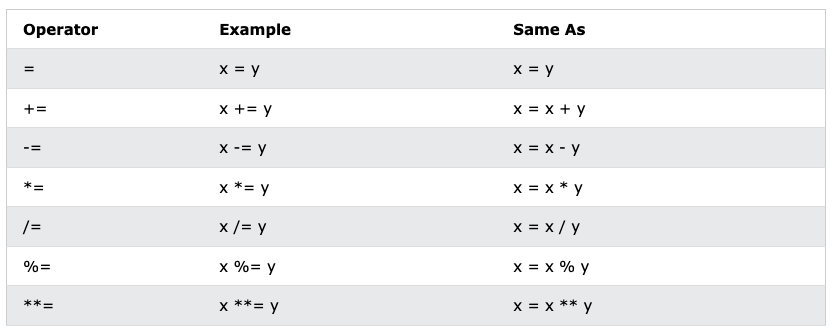 Operator Example Same As
= x = y x = y
+= x += y x = x + y
-= x -= y x = x - y
*= x *= y x = x * y
/= x /= y x = x / y
%= x %= y x = x % y
**= x **= y x = x ** y